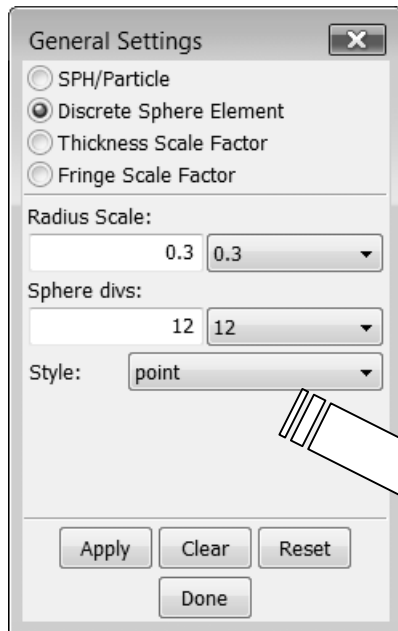 General Settings
SPH/Particle
Discrete Sphere Element
Thickness Scale Factor
Fringe Scale Factor
Radius Scale:
0.3 0.3
Sphere divs:
12 12
Style: point
Apply Clear Reset
Done